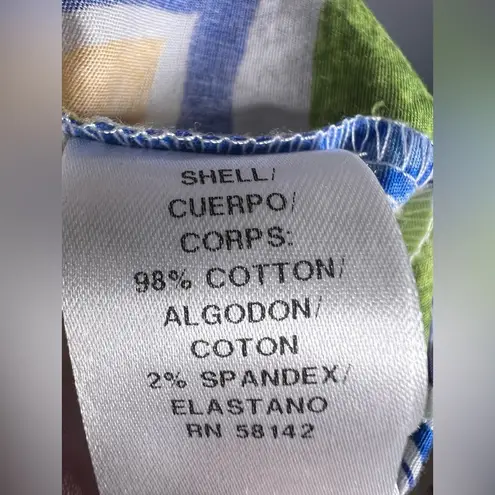 SHELL/
CUERPO/
CORPS:
98% COTTON/
ALGODON/
COTON
2% SPANDEX/
ELASTANO
RN 58142